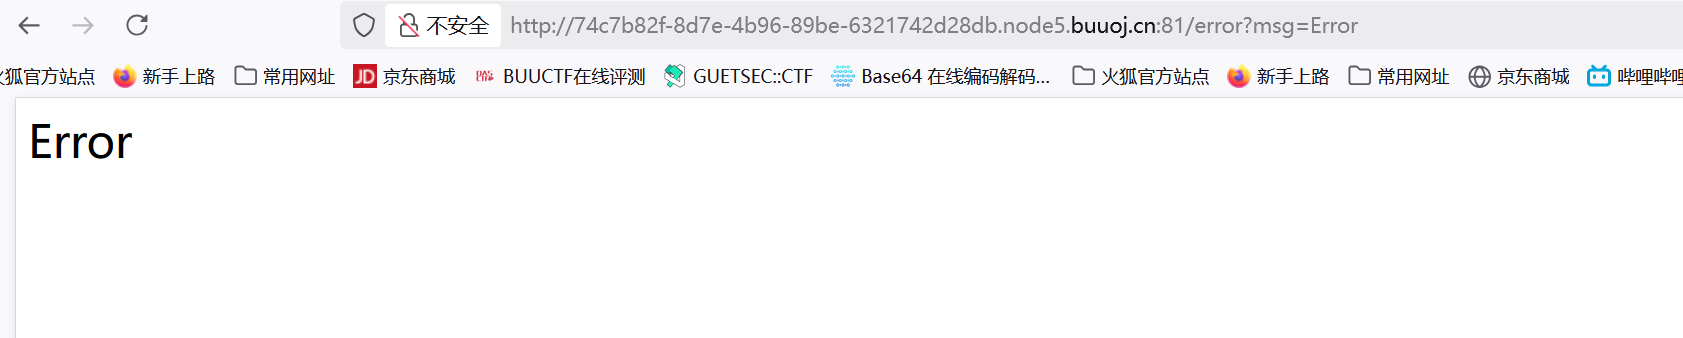 不安全 http://74c7b82f-8d7e-4b96-89be-6321742d28db.node5.buuoj.cn:81/error?msg=Error
火狐官方站点 新手上路 常用网址 JD 京东商城 BUUCTF在线评测 GUETSEC::CTF Base64 在线编码解码... 火狐官方站点 新手上路 常用网址 京东商城 哔哩哔哩
Error